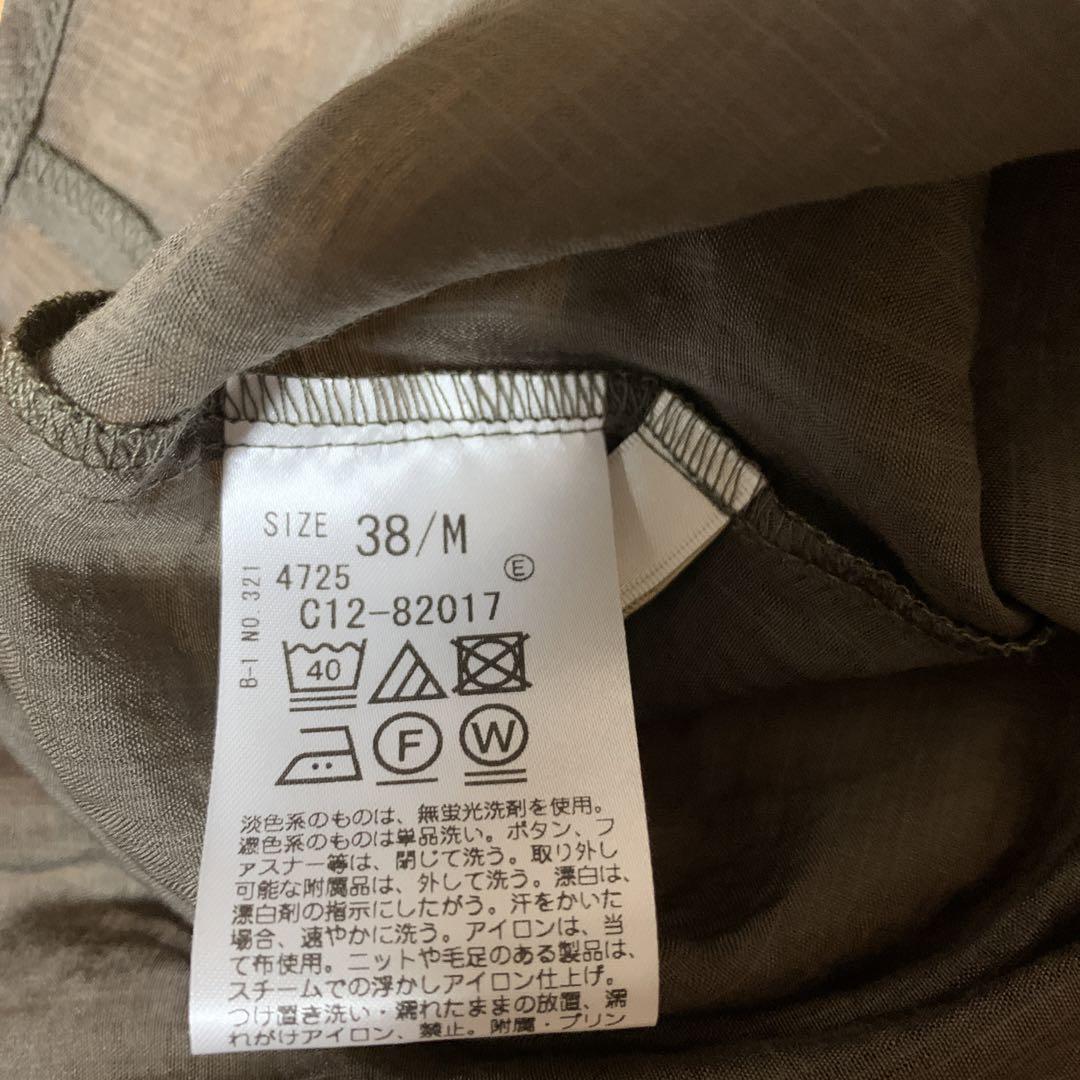 SIZE 38/M
4725 Ⓔ
C12-82017
B-1 NO.321
40
F W
淡色系のものは、無蛍光洗剤を使用。
濃色系のものは単品洗い。ボタン、フ
ァスナー等は、閉じて洗う。取り外し
可能な附属品は、外して洗う。漂白は、
漂白剤の指示にしたがう。汗をかいた
場合、速やかに洗う。アイロンは、当
て布使用。ニットや毛足のある製品は、
スチームでの浮かしアイロン仕上げ。
つけ置き洗い・濡れたままの放置、濡
れがけアイロン、禁止。附属・プリン